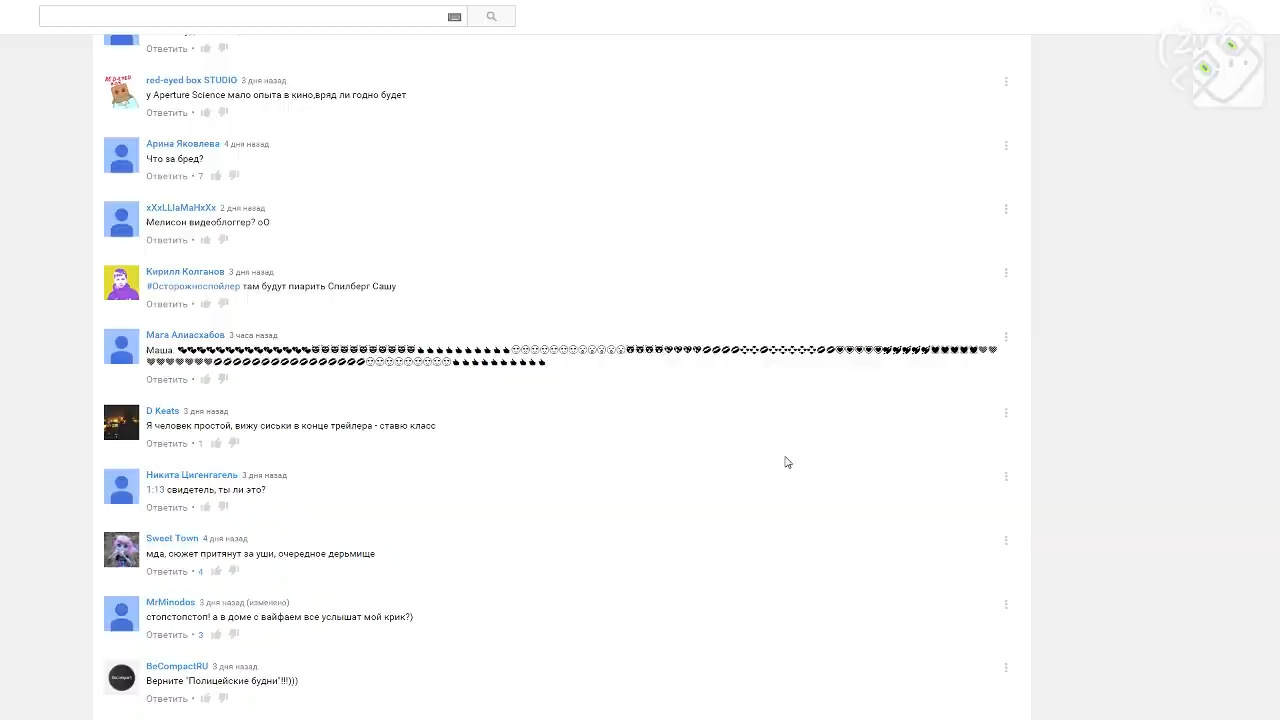 Ответить •
red-eyed box STUDIO 3 дня назад
у Aperture Science мало опыта в кино,вряд ли годно будет
Ответить •
Арина Яковлева 4 дня назад
Что за бред?
Ответить • 7
xXxLLIaMaHxXx 2 дня назад
Мелисон видеоблоггер? оО
Ответить •
Кирилл Колганов 3 дня назад
#Осторожноспойлер там будут пиарить Спилберг Сашу
Ответить •
Мага Алиасхабов 3 часа назад
Маша
Ответить •
D Keats 3 дня назад
Я человек простой, вижу сиськи в конце трейлера - ставю класс
Ответить • 1
Никита Цигенгагель 3 дня назад
1:13 свидетель, ты ли это?
Ответить •
Sweet Town 4 дня назад
мда, сюжет притянут за уши, очередное дерьмище
Ответить • 4
MrMinodos 3 дня назад (изменено)
стопстопстоп! а в доме с вайфаем все услышат мой крик?)
Ответить • 3
BeCompactRU 3 дня назад
Верните "Полицейские будни"!!!)))
Ответить •